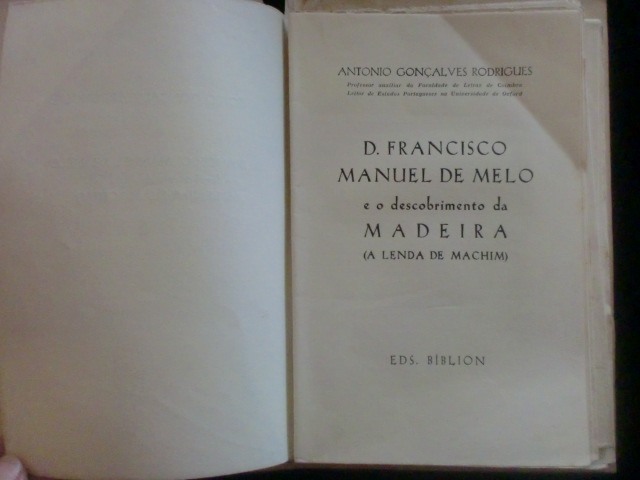 ANTONIO GONÇALVES RODRIGUES
Professor auxiliar da Faculdade de Letras de Coimbra
Leitor de Estudos Portugueses na Universidade de Oxford
D. FRANCISCO
MANUEL DE MELO
e o descobrimento da
MADEIRA
(A LENDA DE MACHIM)
EDS. BÍBLION